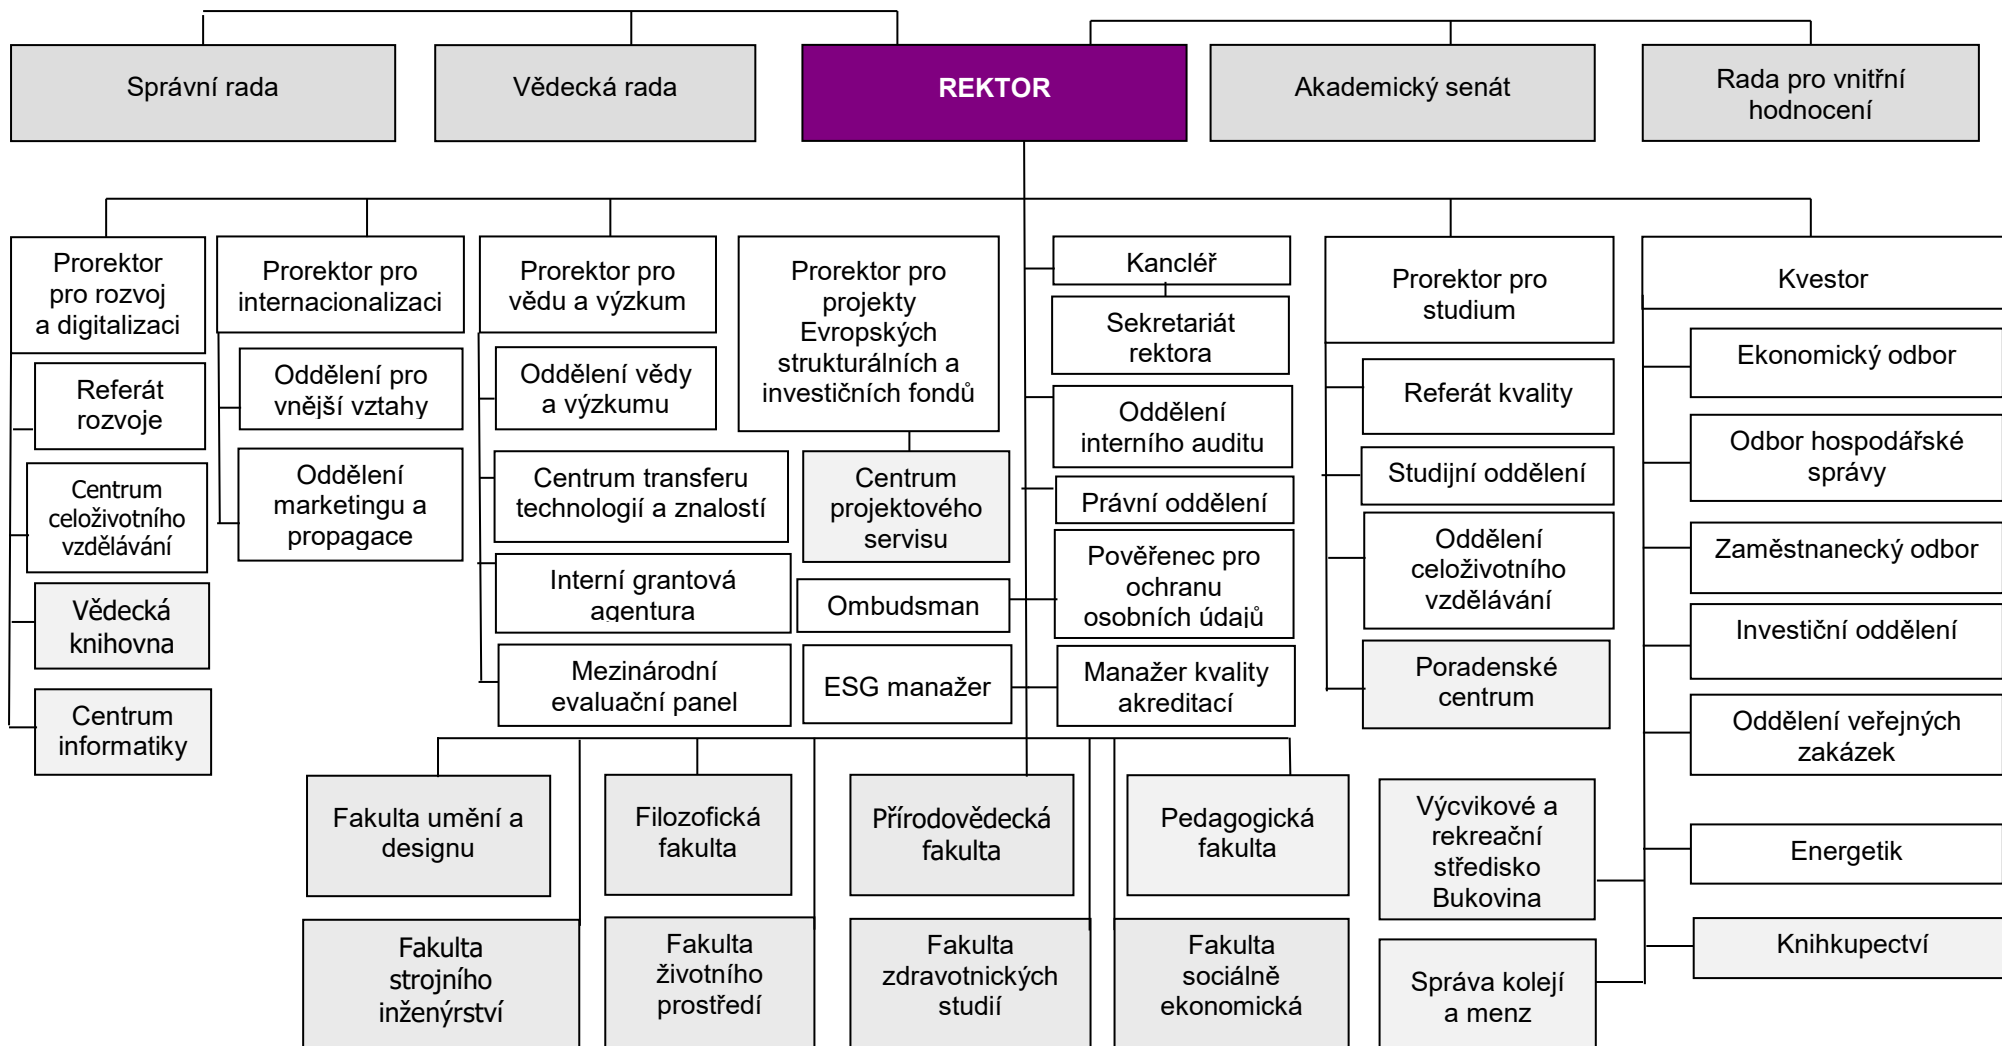 Správní rada
Vědecká rada
REKTOR
Akademický senát
Rada pro vnitřní
hodnocení
Prorektor
pro rozvoj
a digitalizaci
Referát
rozvoje
Centrum
celoživotního
vzdělávání
Vědecká
knihovna
Centrum
informatiky
Prorektor pro
internacionalizaci
Oddělení pro
vnější vztahy
Oddělení
marketingu a
propagace
Prorektor pro
vědu a výzkum
Oddělení vědy
a výzkumu
Centrum transferu
technologií a znalostí
Interní grantová
agentura
Mezinárodní
evaluační panel
Prorektor pro
projekty
Evropských
strukturálních a
investičních fondů
Centrum
projektového
servisu
Ombudsman
ESG manažer
Kancléř
Sekretariát
rektora
Oddělení
interního auditu
Právní oddělení
Pověřenec pro
ochranu
osobních údajů
Manažer kvality
akreditací
Prorektor pro
studium
Referát kvality
Studijní oddělení
Oddělení
celoživotního
vzdělávání
Poradenské
centrum
Kvestor
Ekonomický odbor
Odbor hospodářské
správy
Zaměstnanecký odbor
Investiční oddělení
Oddělení veřejných
zakázek
Energetik
Knihkupectví
Výcvikové a
rekreační
středisko
Bukovina
Správa kolejí
a menz
Fakulta umění a
designu
Filozofická
fakulta
Přírodovědecká
fakulta
Pedagogická
fakulta
Fakulta
strojního
inženýrství
Fakulta
životního
prostředí
Fakulta
zdravotnických
studií
Fakulta
sociálně
ekonomická